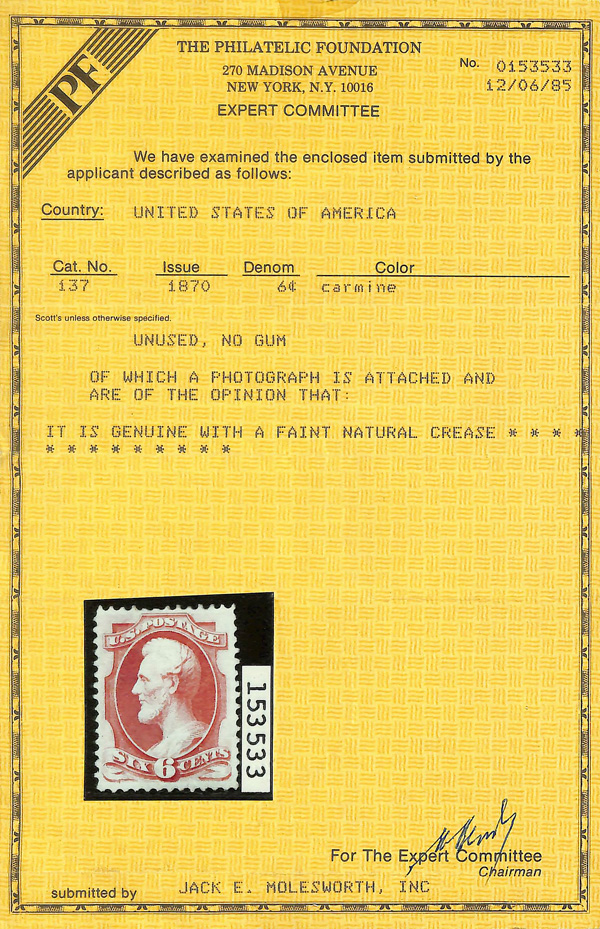 PF
THE PHILATELIC FOUNDATION
270 MADISON AVENUE
NEW YORK, N.Y. 10016
EXPERT COMMITTEE
No. 0153533
12/06/85
We have examined the enclosed item submitted by the
applicant described as follows:
Country: UNITED STATES OF AMERICA
Cat. No. Issue Denom Color
137 1870 6¢ carmine
Scott's unless otherwise specified.
UNUSED, NO GUM
OF WHICH A PHOTOGRAPH IS ATTACHED AND
ARE OF THE OPINION THAT:
IT IS GENUINE WITH A FAINT NATURAL CREASE * * * *
* * * * * * * * *
U.S. POSTAGE
SIX 6 CENTS
153533
For The Expert Committee
Chairman
submitted by JACK E. MOLESWORTH, INC